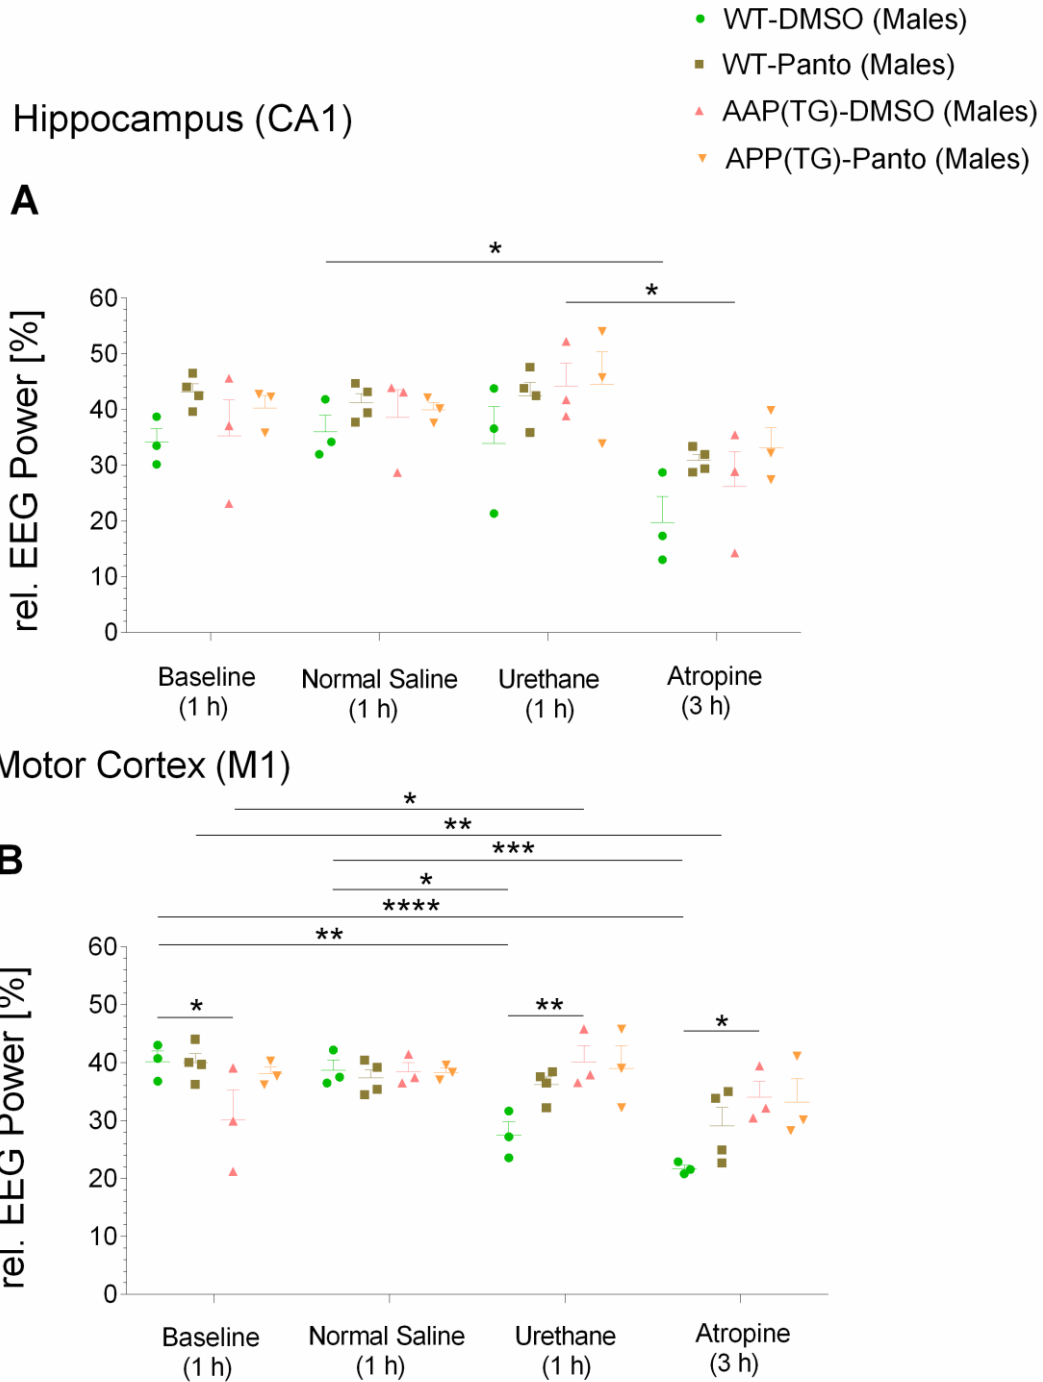 WT-DMSO (Males)
WT-Panto (Males)
AAP(TG)-DMSO (Males)
APP(TG)-Panto (Males)
Hippocampus (CA1)
A
*
*
rel. EEG Power [%]
60
50
40
30
20
10
0
Baseline
(1 h)
Normal Saline
(1 h)
Urethane
(1 h)
Atropine
(3 h)
Motor Cortex (M1)
*
**
***
*
****
**
B
*
**
*
rel. EEG Power [%]
60
50
40
30
20
10
0
Baseline
(1 h)
Normal Saline
(1 h)
Urethane
(1 h)
Atropine
(3 h)